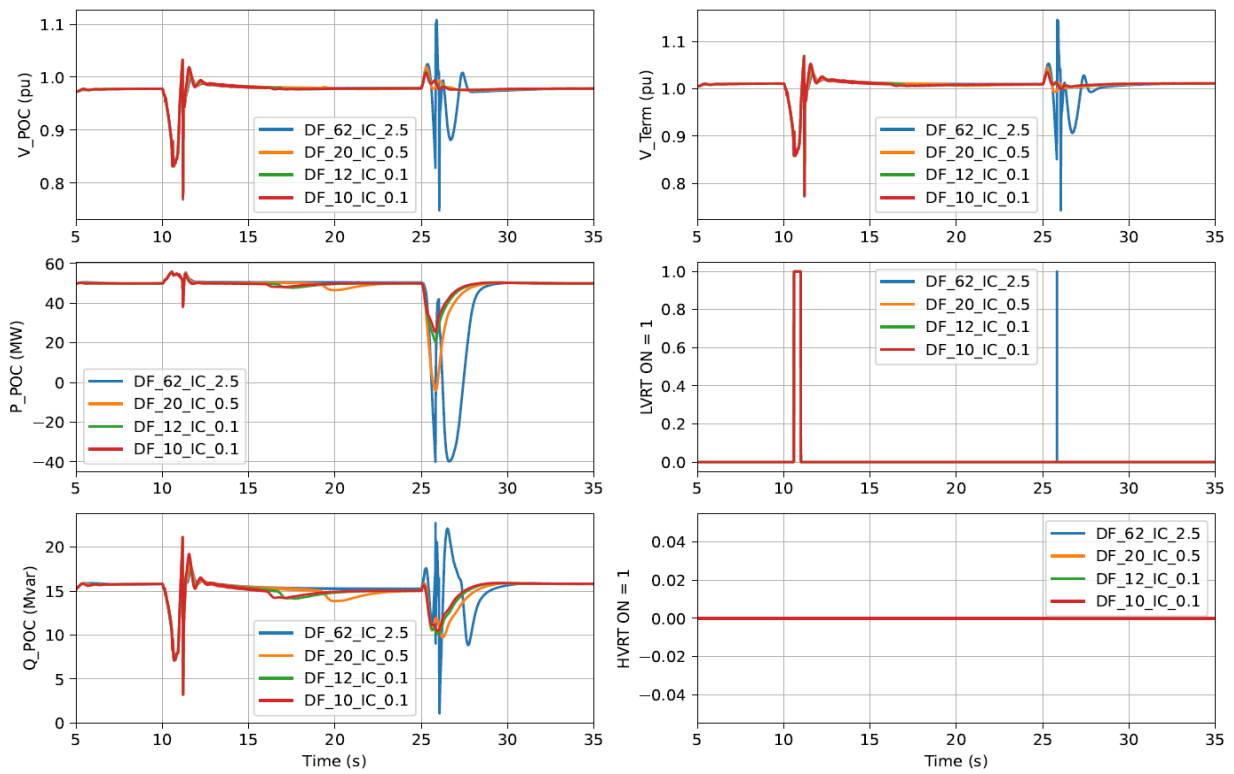 V_POC (pu)
1.1
1.0
0.9
0.8
DF_62_IC_2.5
DF_20_IC_0.5
DF_12_IC_0.1
DF_10_IC_0.1
5 10 15 20 25 30 35
V_Term (pu)
1.1
1.0
0.9
0.8
DF_62_IC_2.5
DF_20_IC_0.5
DF_12_IC_0.1
DF_10_IC_0.1
5 10 15 20 25 30 35
P_POC (MW)
60
40
20
0
−20
−40
DF_62_IC_2.5
DF_20_IC_0.5
DF_12_IC_0.1
DF_10_IC_0.1
5 10 15 20 25 30 35
LVRT ON = 1
1.0
0.8
0.6
0.4
0.2
0.0
DF_62_IC_2.5
DF_20_IC_0.5
DF_12_IC_0.1
DF_10_IC_0.1
5 10 15 20 25 30 35
Q_POC (Mvar)
20
15
10
5
0
DF_62_IC_2.5
DF_20_IC_0.5
DF_12_IC_0.1
DF_10_IC_0.1
5 10 15 20 25 30 35
Time (s)
HVRT ON = 1
0.04
0.02
0.00
−0.02
−0.04
DF_62_IC_2.5
DF_20_IC_0.5
DF_12_IC_0.1
DF_10_IC_0.1
5 10 15 20 25 30 35
Time (s)